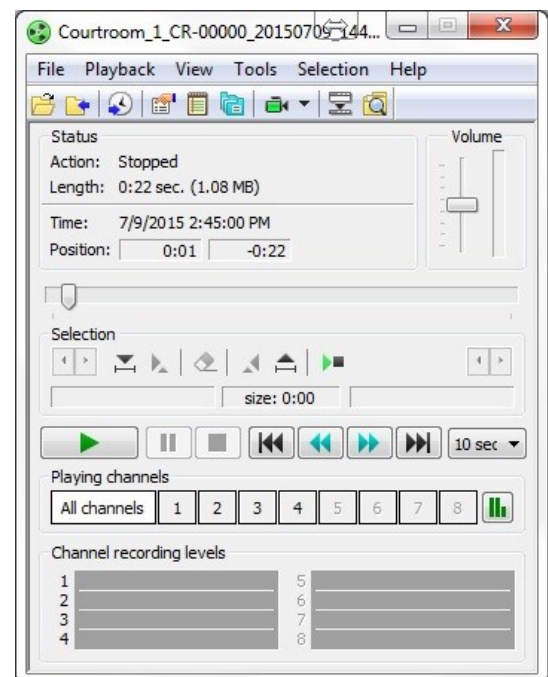 Courtroom_1_CR-00000_20150709_144...
File Playback View Tools Selection Help
Status
Volume
Action: Stopped
Length: 0:22 sec. (1.08 MB)
Time: 7/9/2015 2:45:00 PM
Position: 0:01 -0:22
Selection
size: 0:00
10 sec
Playing channels
All channels 1 2 3 4 5 6 7 8
Channel recording levels
1 5
2 6
3 7
4 8